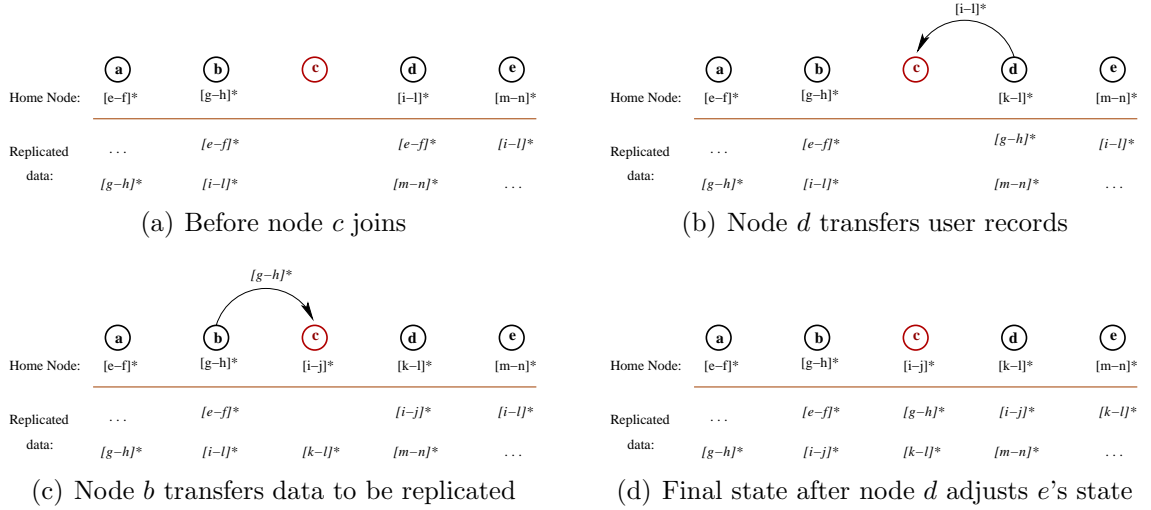 a b c d e
Home Node: [e−f]* [g−h]* [i−l]* [m−n]*
Replicated data: . . . [e−f]* [e−f]* [i−l]*
[g−h]* [i−l]* [m−n]* . . .
(a) Before node c joins
[i−l]*
a b c d e
Home Node: [e−f]* [g−h]* [k−l]* [m−n]*
Replicated data: . . . [e−f]* [g−h]* [i−l]*
[g−h]* [i−l]* [m−n]* . . .
(b) Node d transfers user records
[g−h]*
a b c d e
Home Node: [e−f]* [g−h]* [i−j]* [k−l]* [m−n]*
Replicated data: . . . [e−f]* [i−j]* [i−l]*
[g−h]* [i−l]* [k−l]* [m−n]* . . .
(c) Node b transfers data to be replicated
a b c d e
Home Node: [e−f]* [g−h]* [i−j]* [k−l]* [m−n]*
Replicated data: . . . [e−f]* [g−h]* [i−j]* [k−l]*
[g−h]* [i−j]* [k−l]* [m−n]* . . .
(d) Final state after node d adjusts e's state